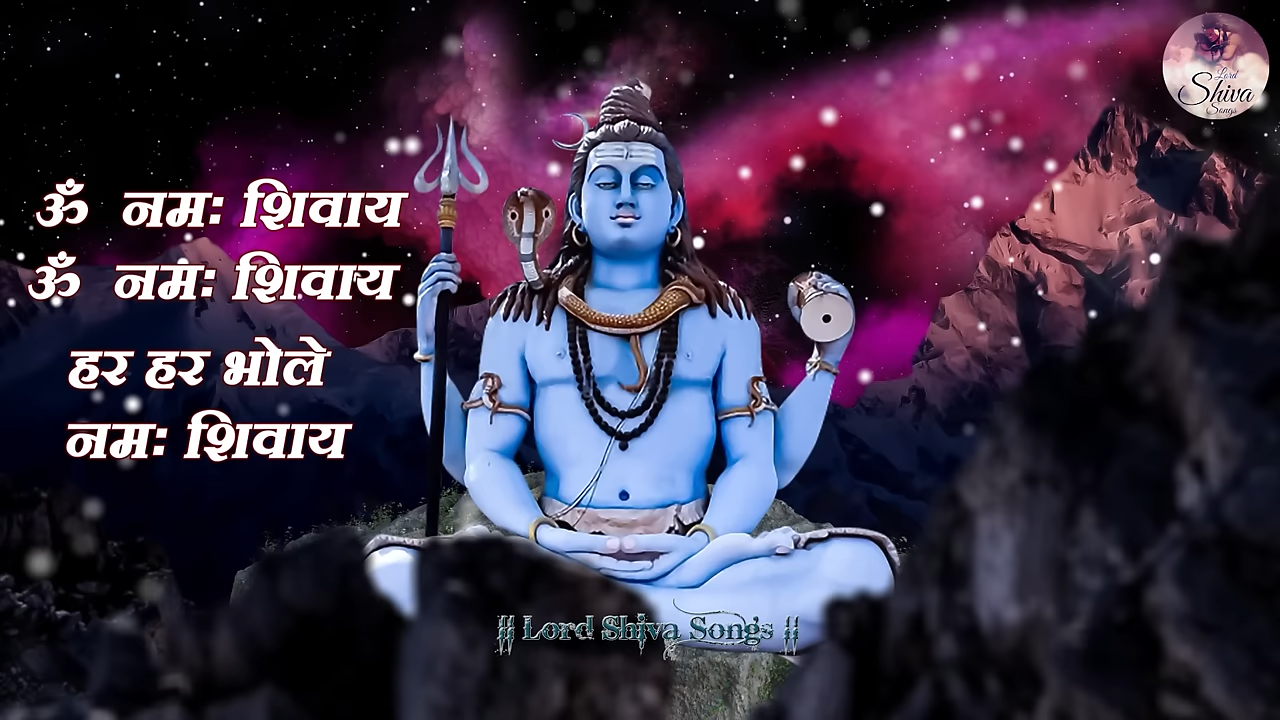 ॐ नमः शिवाय
ॐ नमः शिवाय
हर हर भोले
नमः शिवाय
Lord
Shiva
Songs
|| Lord Shiva Songs ||